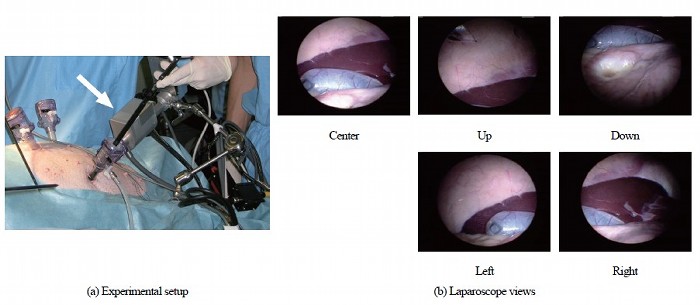 Center
Up
Down
Left
Right
(a) Experimental setup
(b) Laparoscope views